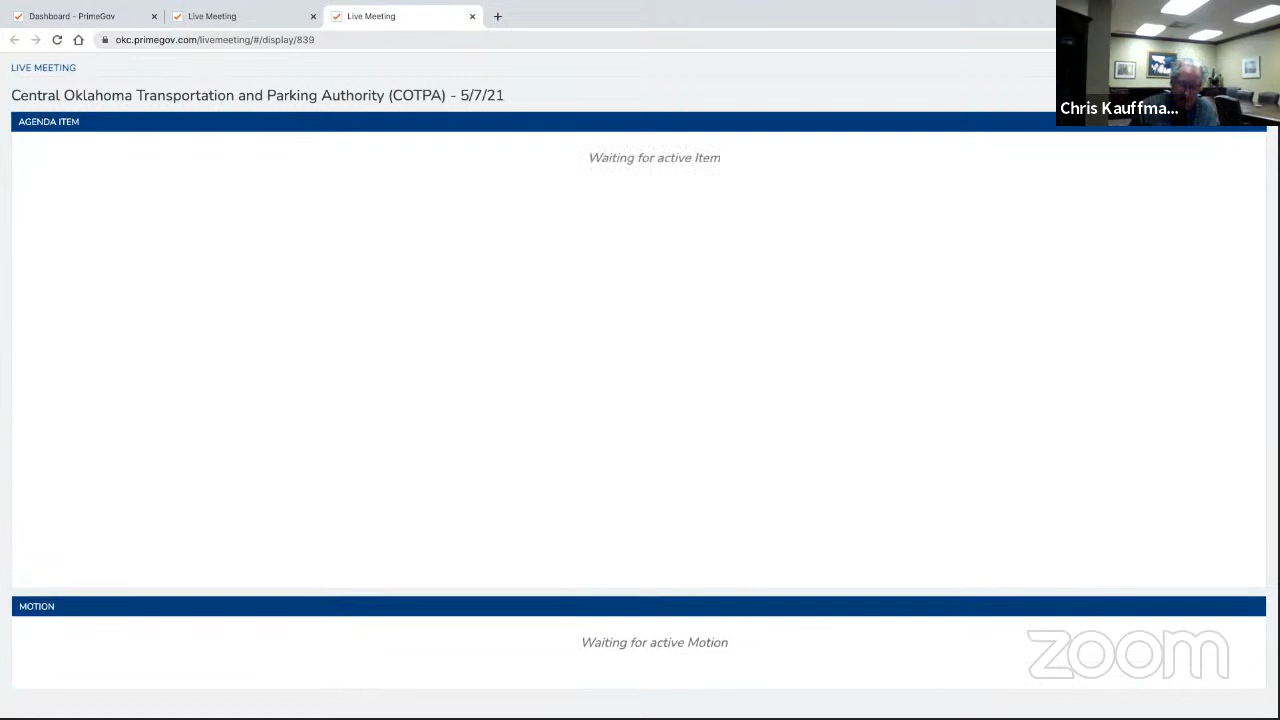 Dashboard - PrimeGov
Live Meeting
Live Meeting
okc.primegov.com/livemeeting/#/display/839
LIVE MEETING
Central Oklahoma Transportation and Parking Authority (COTPA) - 5/7/21
Chris Kauffma...
AGENDA ITEM
Waiting for active Item
MOTION
Waiting for active Motion
zoom